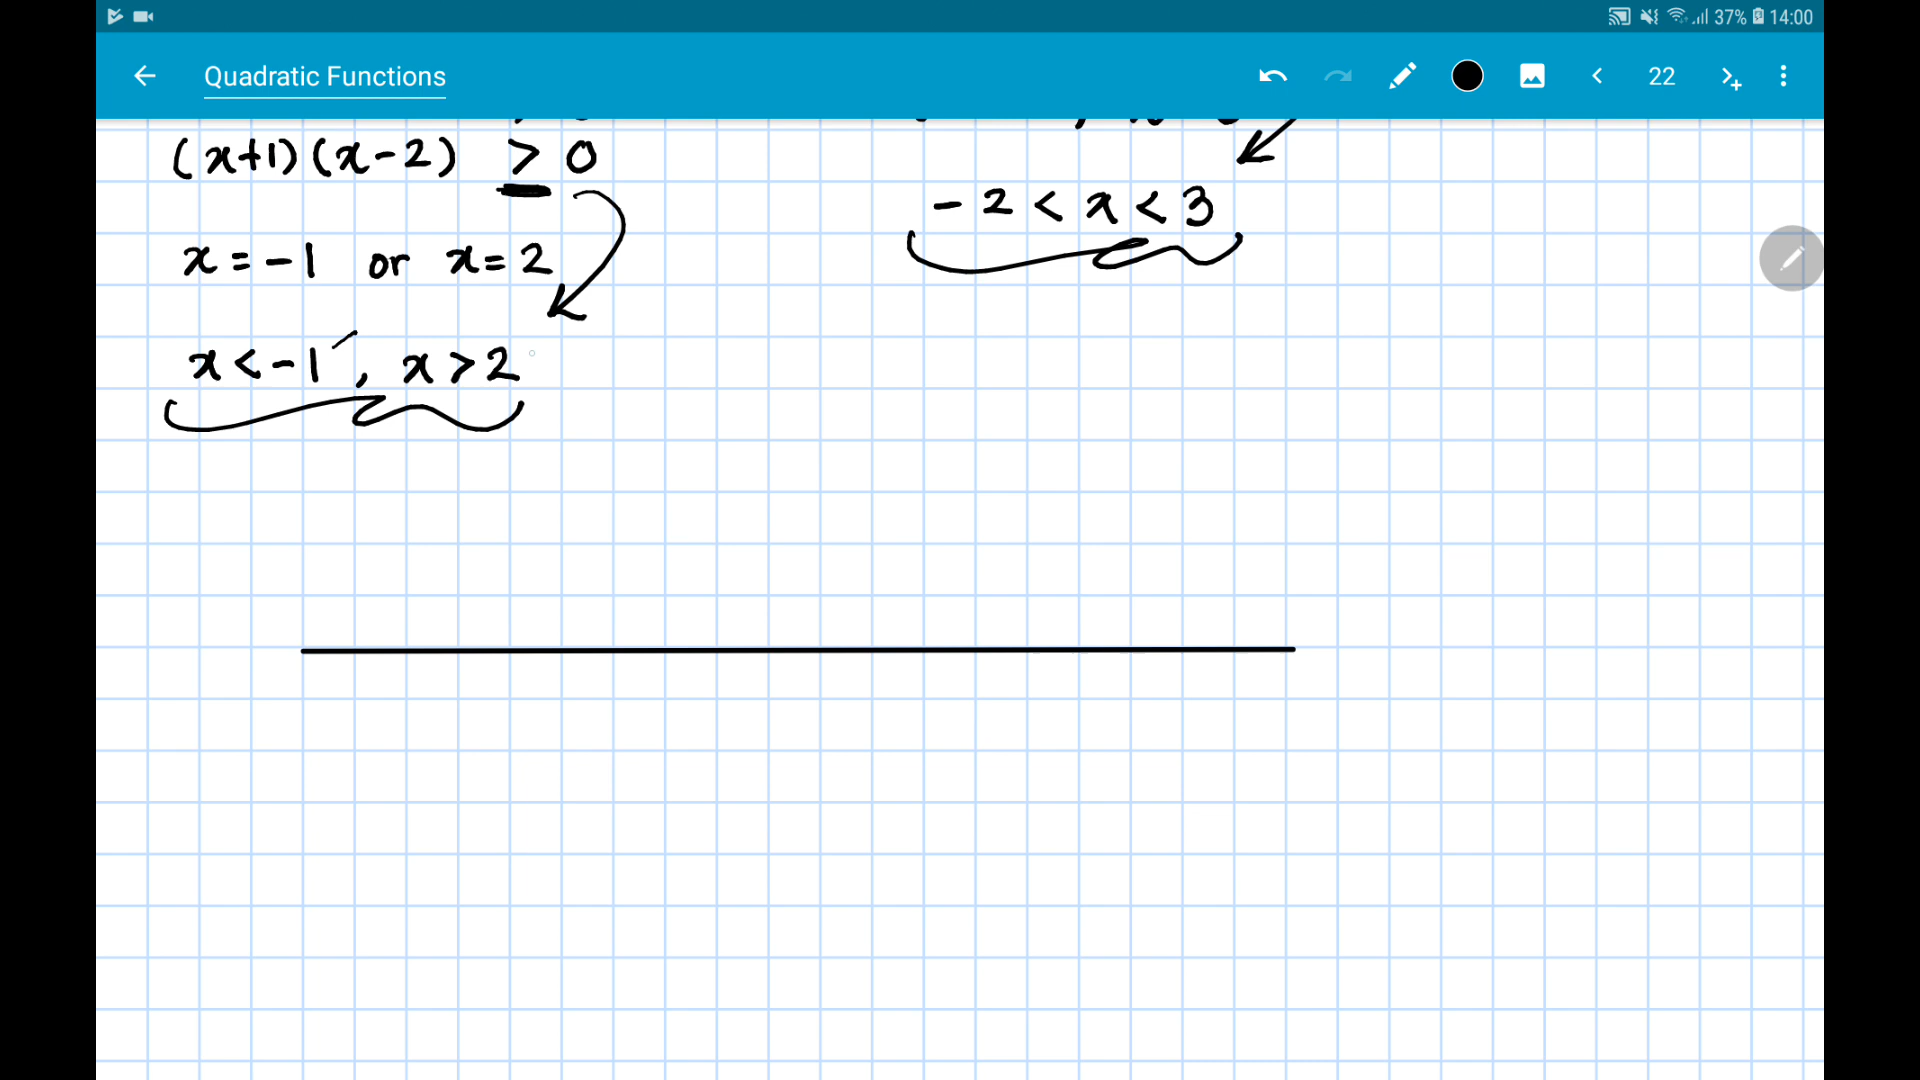 37% 14:00
Quadratic Functions
22
(x+1)(x-2) > 0
x = -1 or x = 2
x < -1, x > 2
-2 < x < 3